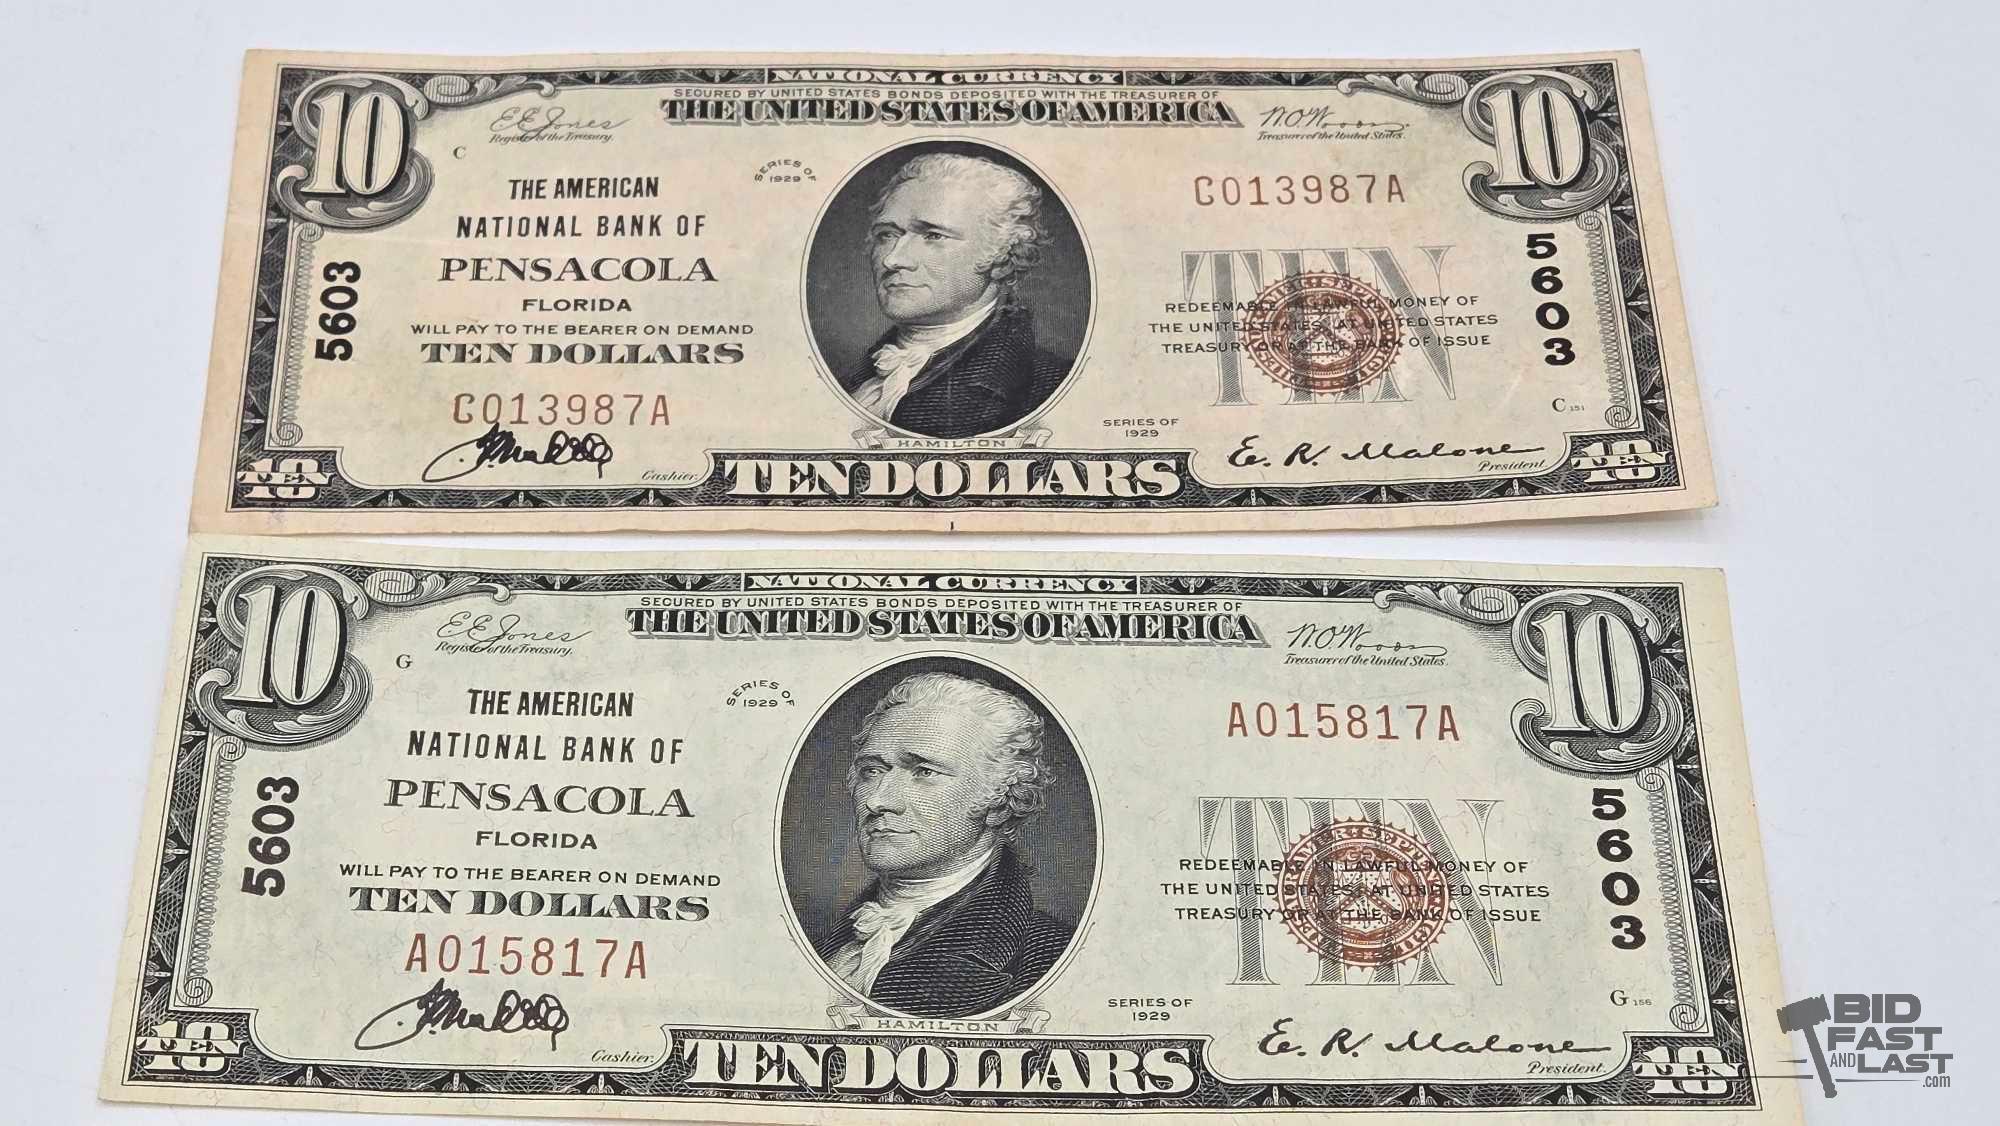 NATIONAL CURRENCY
SECURED BY UNITED STATES BONDS DEPOSITED WITH THE TREASURER OF
THE UNITED STATES OF AMERICA
10
10
E E Jones
Register of the Treasury.
W.O. Woods
Treasurer of the United States.
C
SERIES OF
1929
THE AMERICAN
NATIONAL BANK OF
PENSACOLA
FLORIDA
WILL PAY TO THE BEARER ON DEMAND
TEN DOLLARS
C013987A
C013987A
5603
5603
TEN
REDEEMABLE IN LAWFUL MONEY OF
THE UNITED STATES, AT UNITED STATES
TREASURY OR AT THE BANK OF ISSUE
C 151
SERIES OF
1929
HAMILTON
Cashier.
E. R. Malone
President.
TEN
10
TEN DOLLARS
TEN
10
NATIONAL CURRENCY
SECURED BY UNITED STATES BONDS DEPOSITED WITH THE TREASURER OF
THE UNITED STATES OF AMERICA
10
10
E E Jones
Register of the Treasury.
W.O. Woods
Treasurer of the United States.
G
SERIES OF
1929
THE AMERICAN
NATIONAL BANK OF
PENSACOLA
FLORIDA
WILL PAY TO THE BEARER ON DEMAND
TEN DOLLARS
A015817A
A015817A
5603
5603
TEN
REDEEMABLE IN LAWFUL MONEY OF
THE UNITED STATES, AT UNITED STATES
TREASURY OR AT THE BANK OF ISSUE
G 156
SERIES OF
1929
HAMILTON
Cashier.
E. R. Malone
President.
TEN
10
TEN DOLLARS
TEN
10
BID
FAST
AND LAST
.com